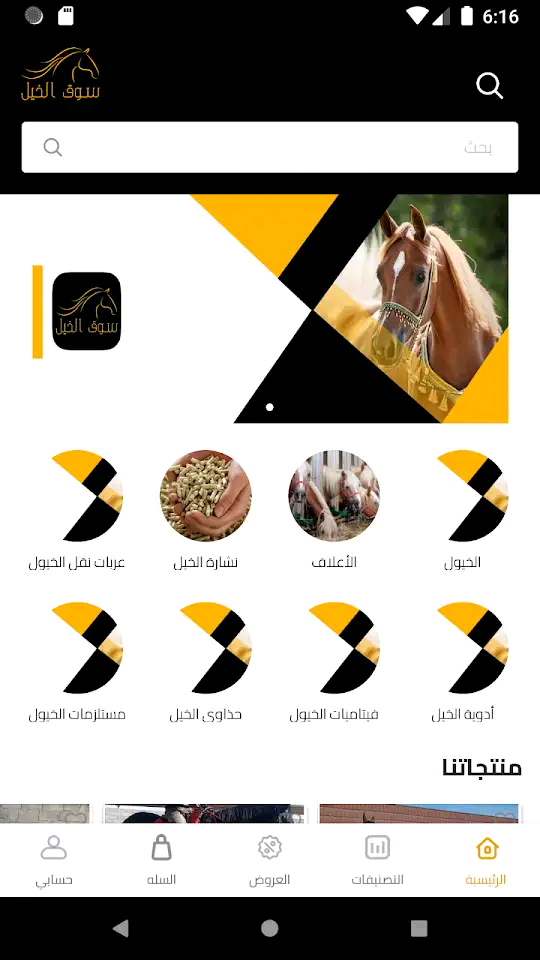 6:16
سوق الخيل
بحث
سوق الخيل
الخيول
الأعلاف
نشارة الخيل
عربات نقل الخيول
أدوية الخيل
فيتاميات الخيول
حذاوى الخيل
مستلزمات الخيول
منتجاتنا
الرئيسية
التصنيفات
العروض
السله
حسابي